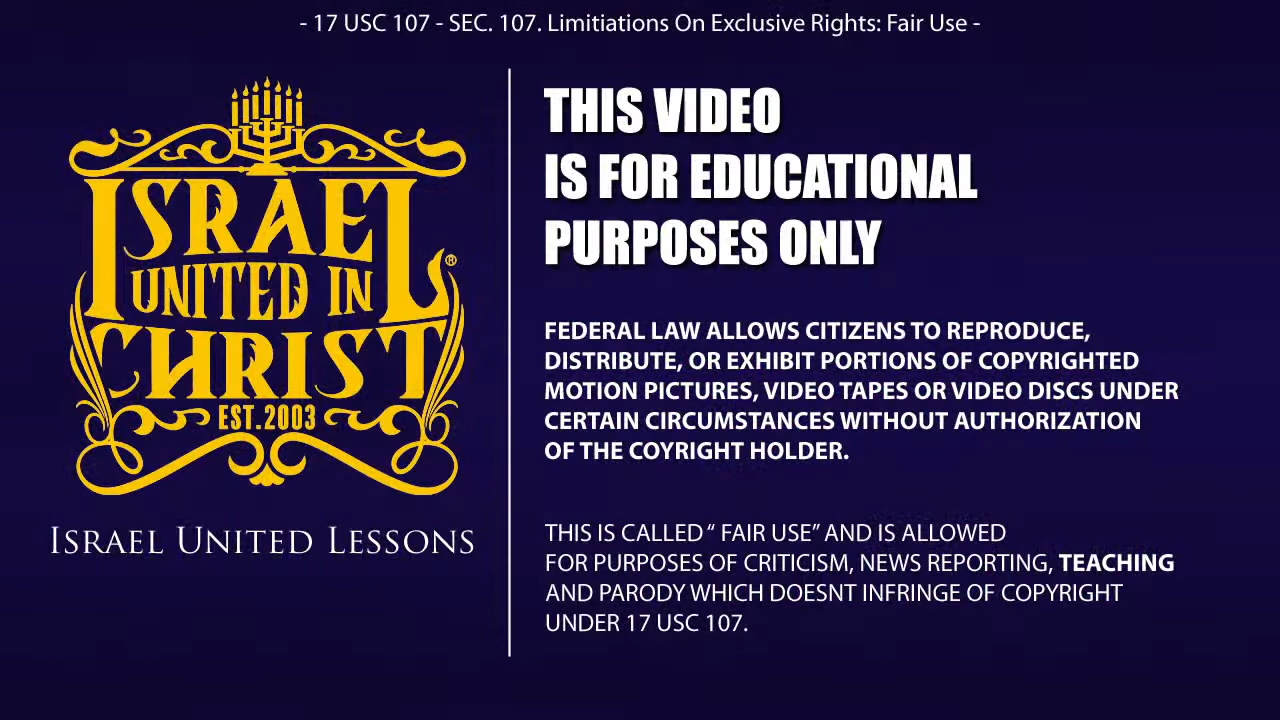 - 17 USC 107 - SEC. 107. Limitiations On Exclusive Rights: Fair Use -
ISRAEL
UNITED IN
CHRIST
®
EST.2003
ISRAEL UNITED LESSONS
THIS VIDEO
IS FOR EDUCATIONAL
PURPOSES ONLY
FEDERAL LAW ALLOWS CITIZENS TO REPRODUCE,
DISTRIBUTE, OR EXHIBIT PORTIONS OF COPYRIGHTED
MOTION PICTURES, VIDEO TAPES OR VIDEO DISCS UNDER
CERTAIN CIRCUMSTANCES WITHOUT AUTHORIZATION
OF THE COYRIGHT HOLDER.
THIS IS CALLED “ FAIR USE” AND IS ALLOWED
FOR PURPOSES OF CRITICISM, NEWS REPORTING, TEACHING
AND PARODY WHICH DOESNT INFRINGE OF COPYRIGHT
UNDER 17 USC 107.